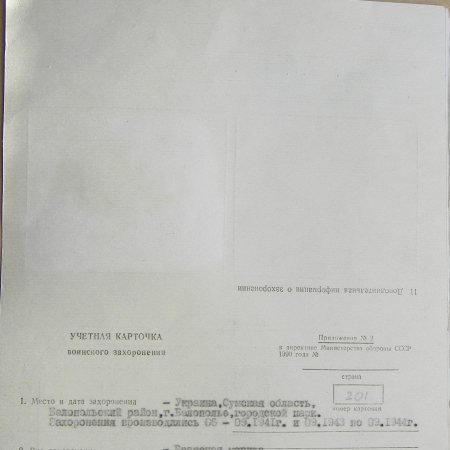 11. Дополнительная информация о захоронении
УЧЕТНАЯ КАРТОЧКА
воинского захоронения
Приложение № 2
к директиве Министерства обороны СССР
1990 года №
страна
201
номер карточки
1. Место и дата захоронения – Украина,Сумская область,
Белопольский район,г.Белополье,городской парк.
Захоронения производились 06 – 09.1941г. и 09.1943 по 03.1944г.